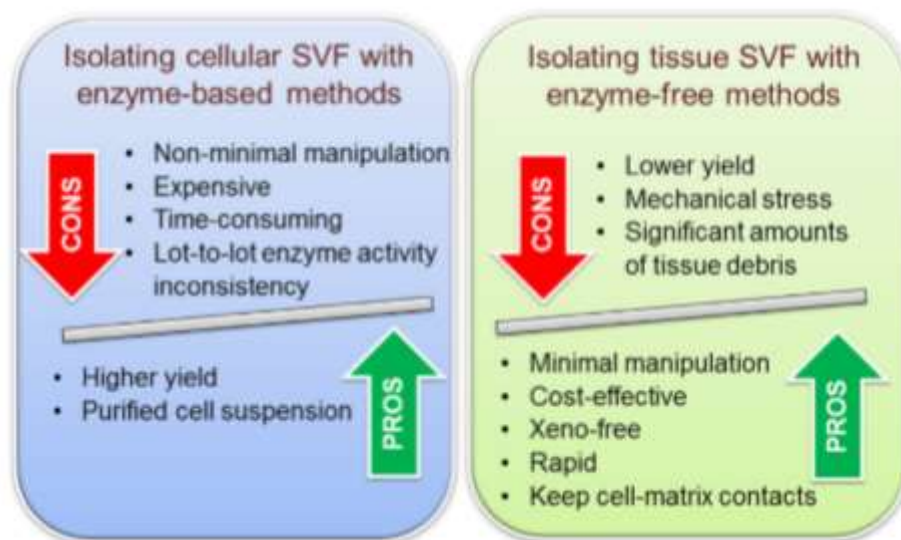 Isolating cellular SVF with
enzyme-based methods
CONS
• Non-minimal manipulation
• Expensive
• Time-consuming
• Lot-to-lot enzyme activity
inconsistency
• Higher yield
• Purified cell suspension
PROS
Isolating tissue SVF with
enzyme-free methods
CONS
• Lower yield
• Mechanical stress
• Significant amounts
of tissue debris
• Minimal manipulation
• Cost-effective
• Xeno-free
• Rapid
• Keep cell-matrix contacts
PROS